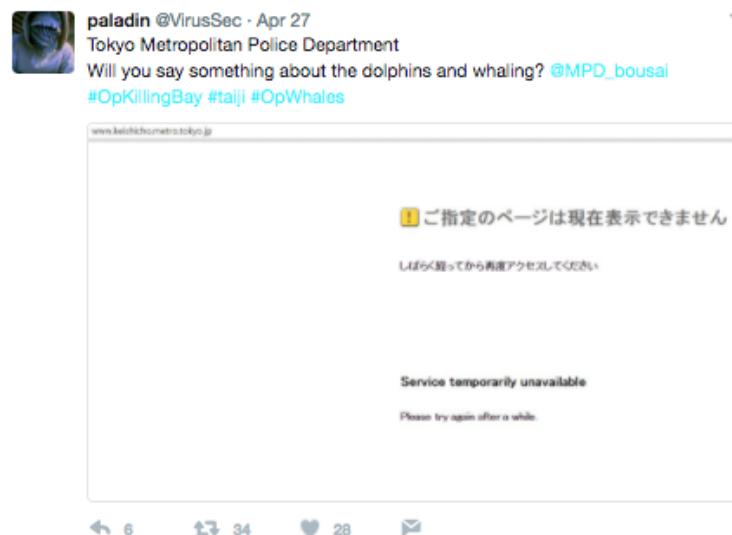 paladin @VirusSec · Apr 27
Tokyo Metropolitan Police Department
Will you say something about the dolphins and whaling? @MPD_bousai
#OpKillingBay #taiji #OpWhales
www.keishicho.metro.tokyo.jp
ご指定のページは現在表示できません
しばらく経ってから再度アクセスしてください
Service temporarily unavailable
Please try again after a while.
6 34 28